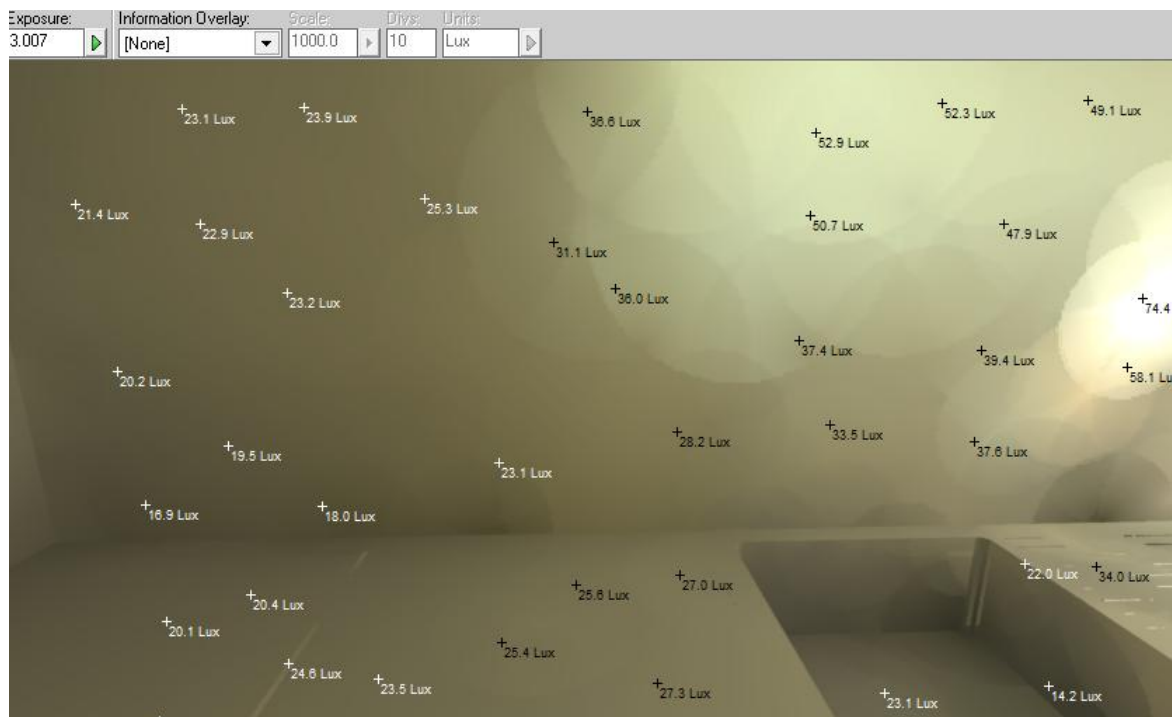 Exposure: Information Overlay: Scale: Divs: Units:
3.007 [None] 1000.0 10 Lux
23.1 Lux
23.9 Lux
36.6 Lux
52.9 Lux
52.3 Lux
49.1 Lux
21.4 Lux
22.9 Lux
25.3 Lux
31.1 Lux
50.7 Lux
47.9 Lux
23.2 Lux
36.0 Lux
74.4
37.4 Lux
39.4 Lux
58.1 Lu
20.2 Lux
19.5 Lux
23.1 Lux
28.2 Lux
33.5 Lux
37.6 Lux
16.9 Lux
18.0 Lux
22.0 Lux
34.0 Lux
20.4 Lux
25.6 Lux
27.0 Lux
20.1 Lux
25.4 Lux
24.6 Lux
23.5 Lux
27.3 Lux
23.1 Lux
14.2 Lux